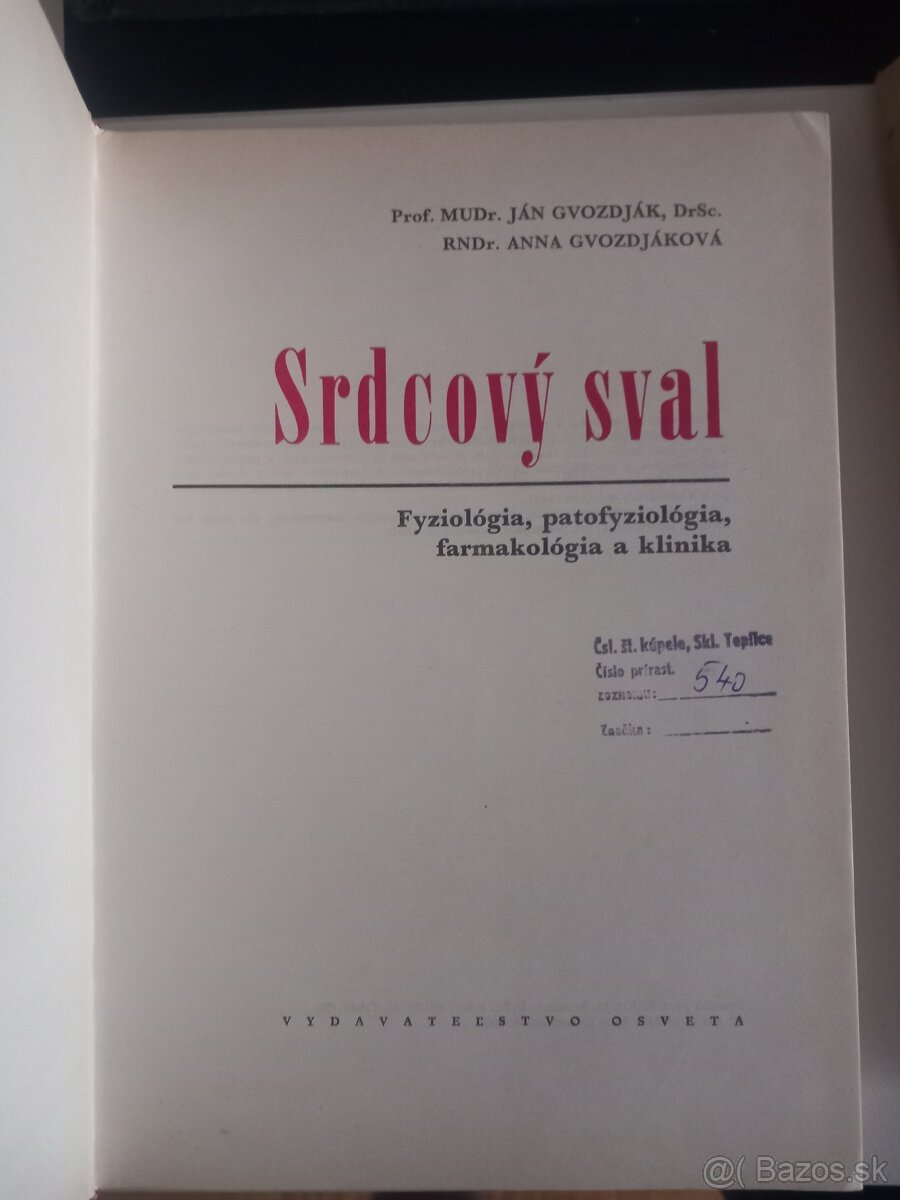 Prof. MUDr. JÁN GVOZDJÁK, DrSc.
RNDr. ANNA GVOZDJÁKOVÁ
Srdcový sval
Fyziológia, patofyziológia,
farmakológia a klinika
Čsl. št. kúpele, Skl. Teplice
Číslo prírast.
zoznamu: 540
Značka:
VYDAVATEĽSTVO OSVETA
@( Bazos.sk